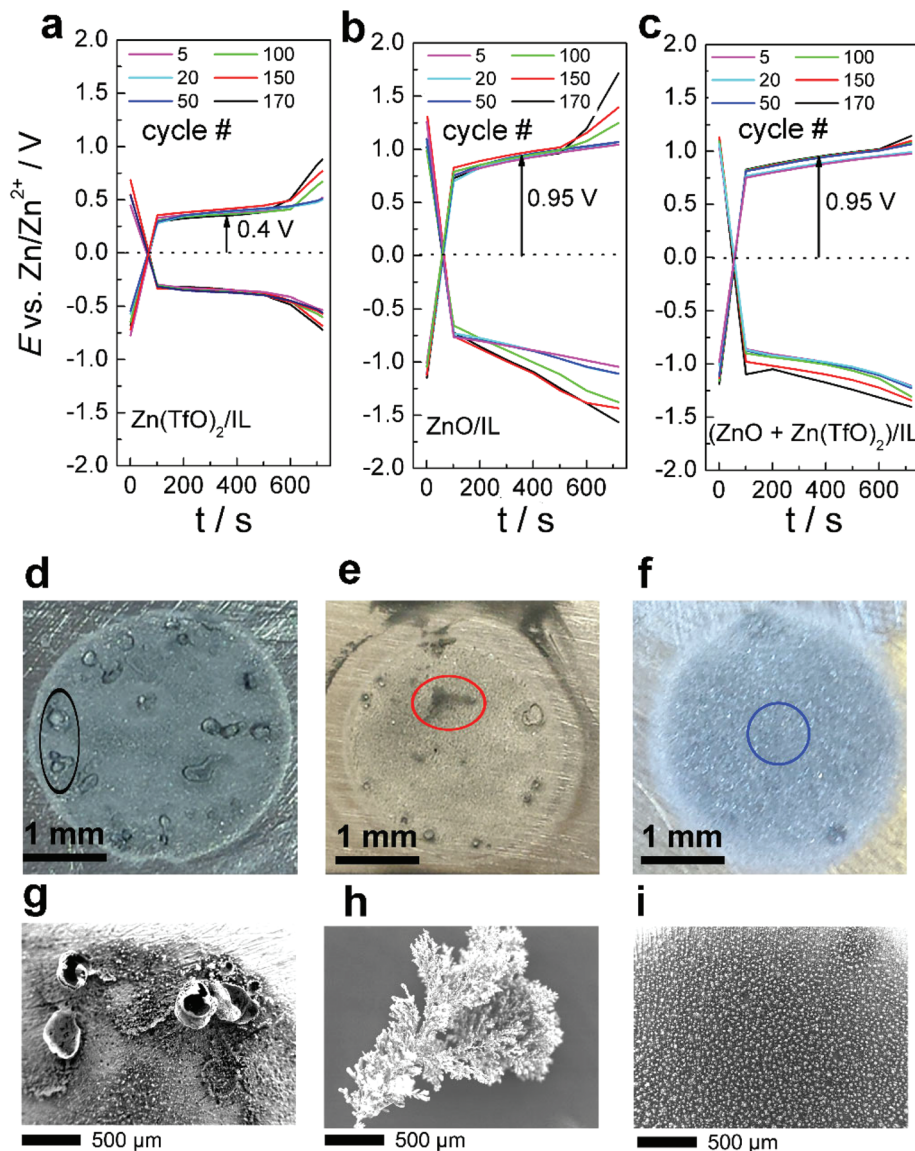 a
b
c
E vs. Zn/Zn²⁺ / V
2.0
1.5
1.0
0.5
0.0
-0.5
-1.0
-1.5
-2.0
5 100
20 150
50 170
cycle #
0.4 V
Zn(TfO)₂/IL
0 200 400 600
t / s
2.0
1.5
1.0
0.5
0.0
-0.5
-1.0
-1.5
-2.0
5 100
20 150
50 170
cycle #
0.95 V
ZnO/IL
0 200 400 600
t / s
2.0
1.5
1.0
0.5
0.0
-0.5
-1.0
-1.5
-2.0
5 100
20 150
50 170
cycle #
0.95 V
(ZnO + Zn(TfO)₂)/IL
0 200 400 600
t / s
d
1 mm
e
1 mm
f
1 mm
g
500 μm
h
500 μm
i
500 μm